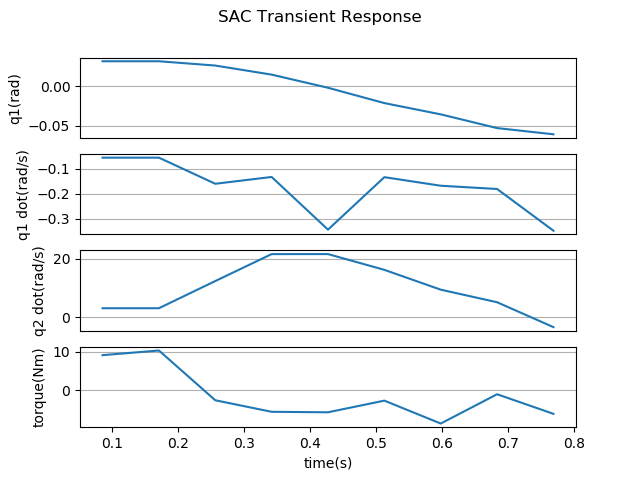 SAC Transient Response
q1(rad)
0.00
−0.05
q1 dot(rad/s)
−0.1
−0.2
−0.3
q2 dot(rad/s)
20
0
torque(Nm)
10
0
0.1 0.2 0.3 0.4 0.5 0.6 0.7 0.8
time(s)